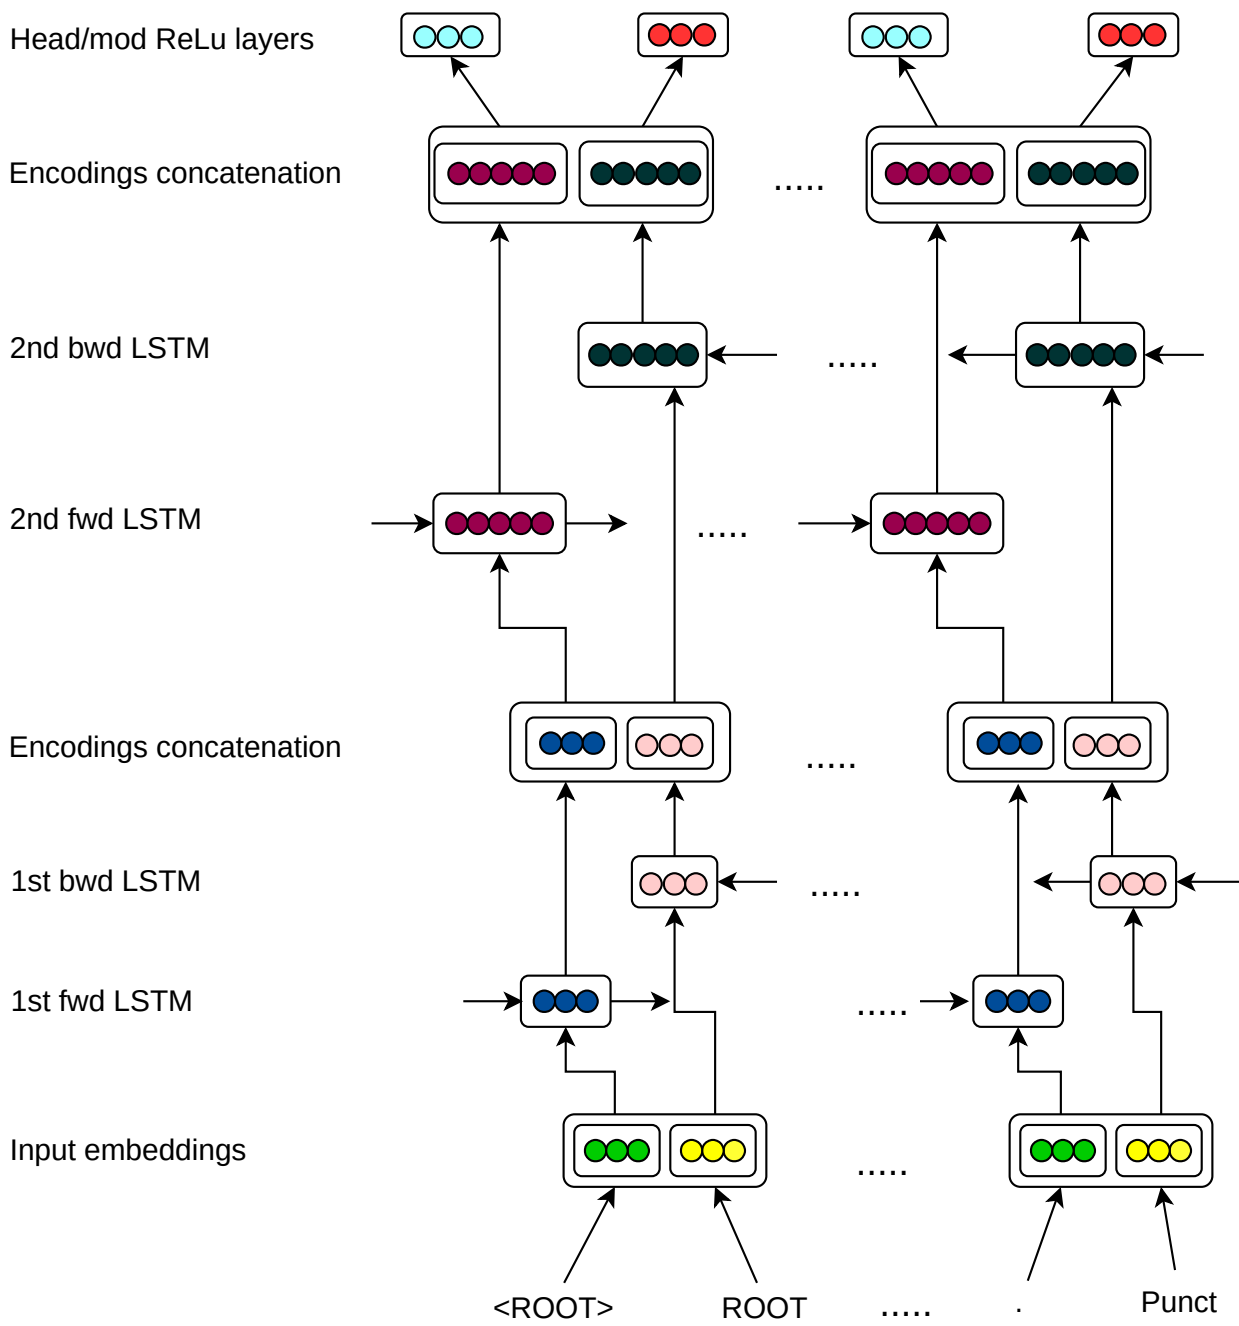 Head/mod ReLu layers
Encodings concatenation
.....
2nd bwd LSTM
.....
2nd fwd LSTM
.....
Encodings concatenation
.....
1st bwd LSTM
.....
1st fwd LSTM
.....
Input embeddings
.....
<ROOT> ROOT ..... . Punct